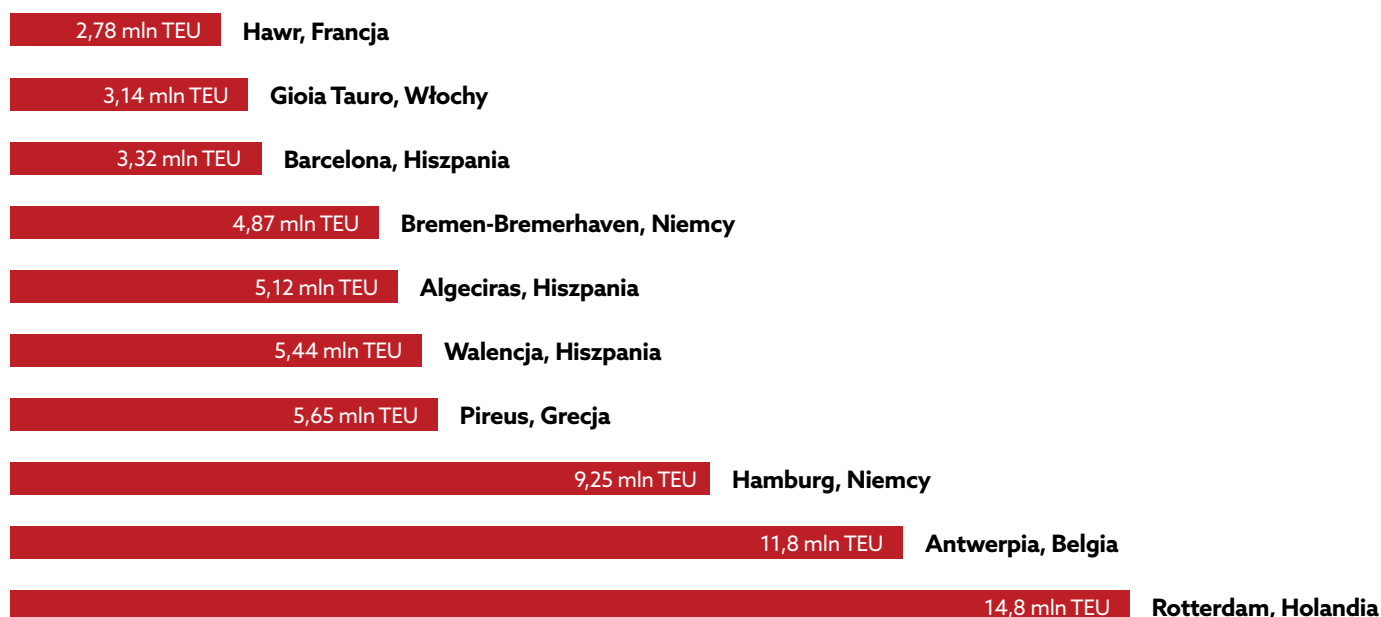 2,78 mln TEU Hawr, Francja
3,14 mln TEU Gioia Tauro, Włochy
3,32 mln TEU Barcelona, Hiszpania
4,87 mln TEU Bremen-Bremerhaven, Niemcy
5,12 mln TEU Algeciras, Hiszpania
5,44 mln TEU Walencja, Hiszpania
5,65 mln TEU Pireus, Grecja
9,25 mln TEU Hamburg, Niemcy
11,8 mln TEU Antwerpia, Belgia
14,8 mln TEU Rotterdam, Holandia